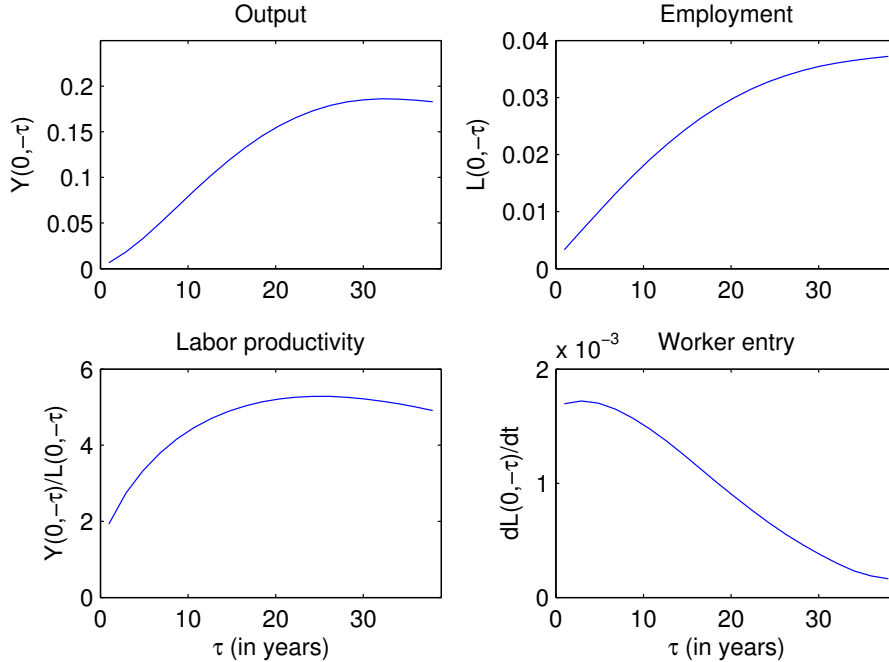 Output
Y(0,−τ)
0.2
0.15
0.1
0.05
0
0 10 20 30
Employment
L(0,−τ)
0.04
0.03
0.02
0.01
0
0 10 20 30
Labor productivity
Y(0,−τ)/L(0,−τ)
6
4
2
0
0 10 20 30
τ (in years)
Worker entry
x 10⁻³
dL(0,−τ)/dt
2
1
0
0 10 20 30
τ (in years)